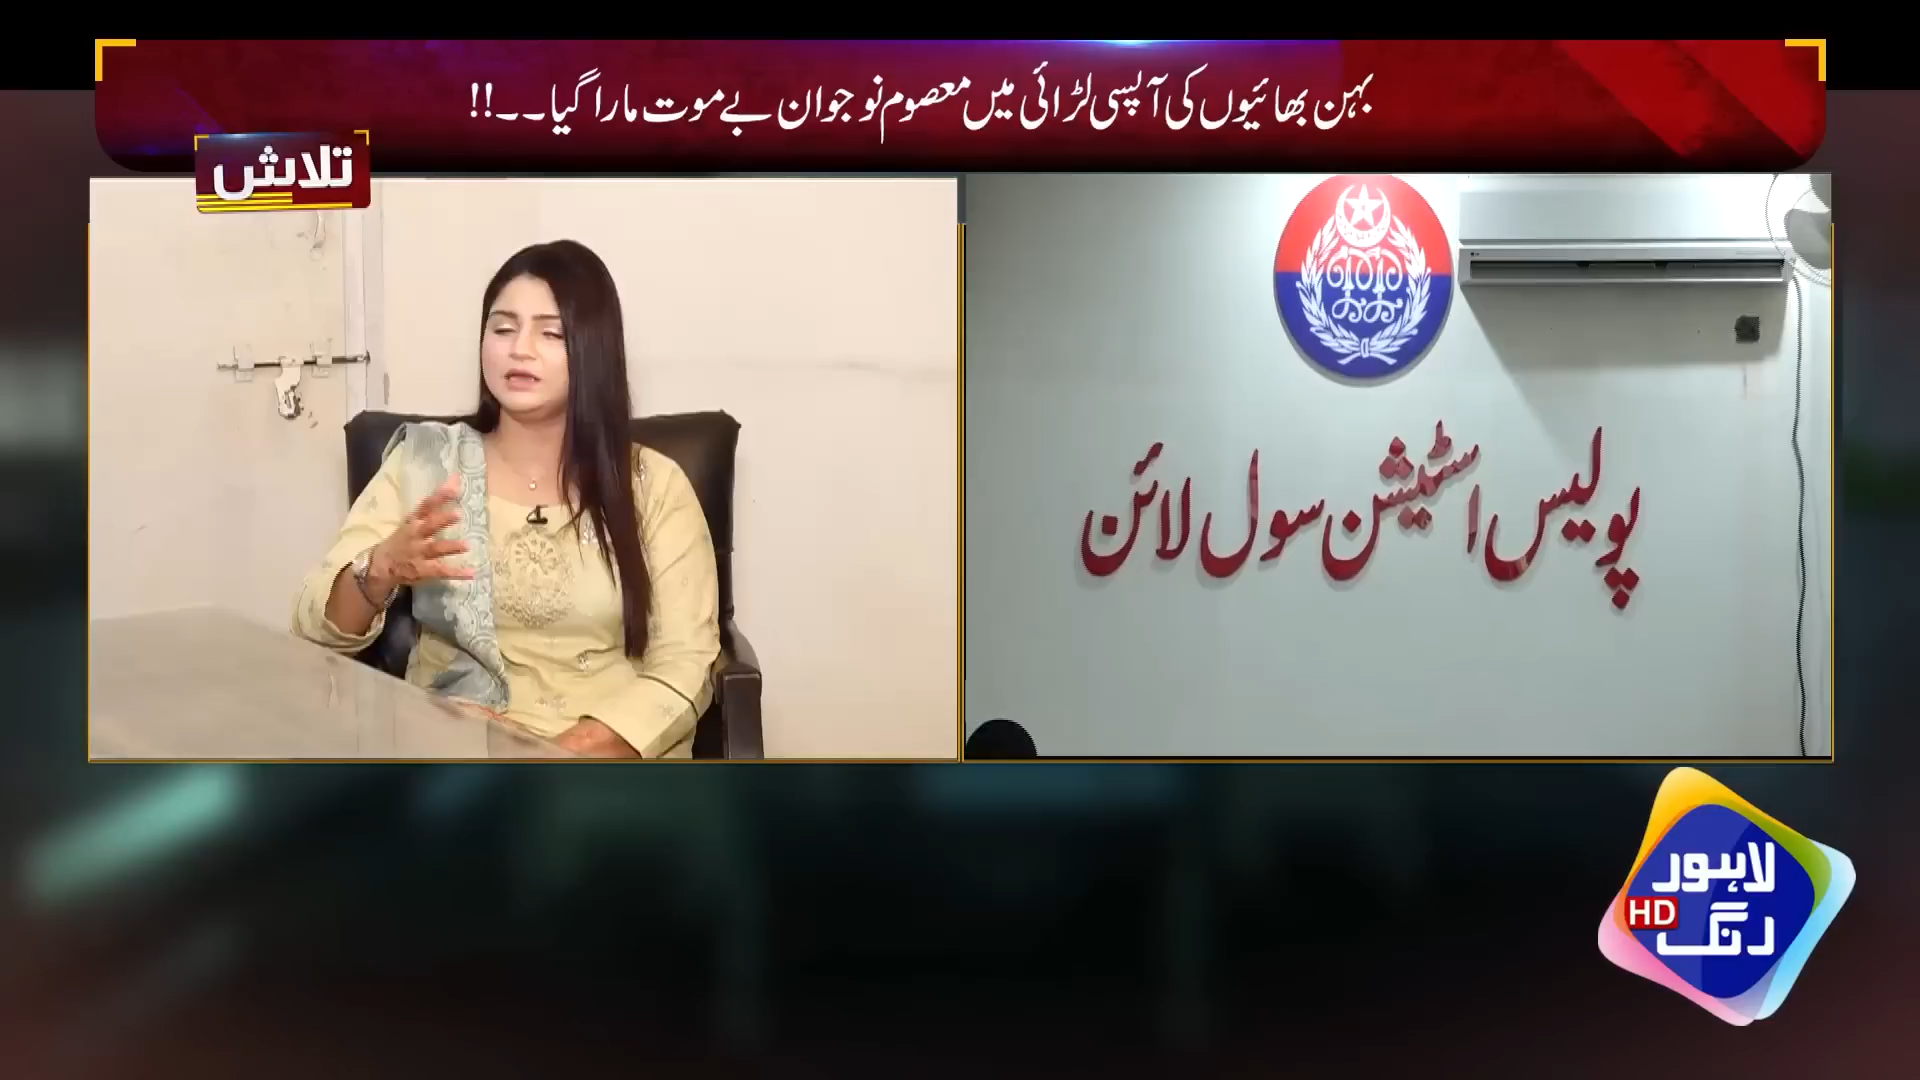 بہن بھائیوں کی آپسی لڑائی میں معصوم نوجوان بے موت مارا گیا۔۔۔!!
تلاش
پولیس اسٹیشن سول لائن
لاہور
رنگ
HD